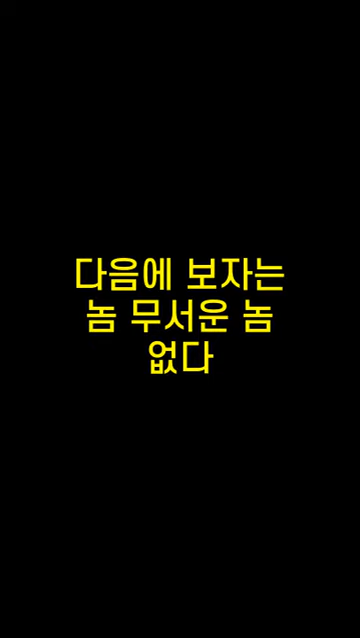 다음에 보자는
놈 무서운 놈
없다